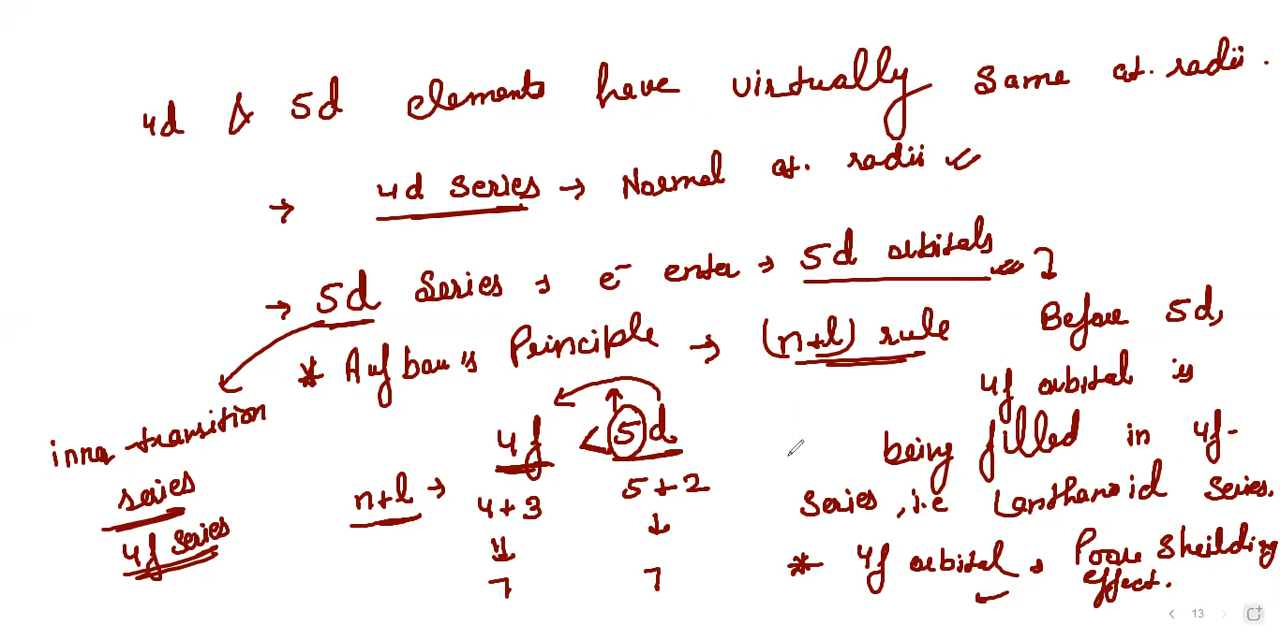 4d & 5d elements have virtually same at. radii.
→ 4d series → Normal at. radii ✓
→ 5d series → e⁻ enter → 5d orbitals
* Aufbau's Principle → (n+l) rule
Before 5d,
4f orbital is
being filled in 4f-
series, i.e Lanthanoid Series.
* 4f orbital → Poor Sheilding
effect.
inner transition
series
4f series
4f < 5d
n+l → 4+3 5+2
↓ ↓
7 7
13